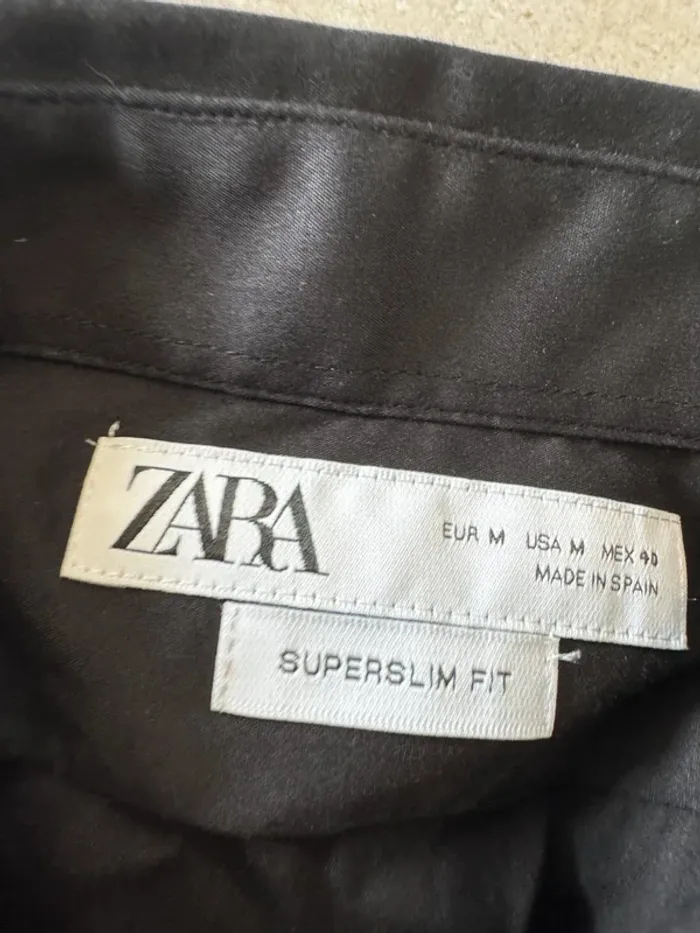 ZARA
EUR M USA M MEX 40
MADE IN SPAIN
SUPERSLIM FIT